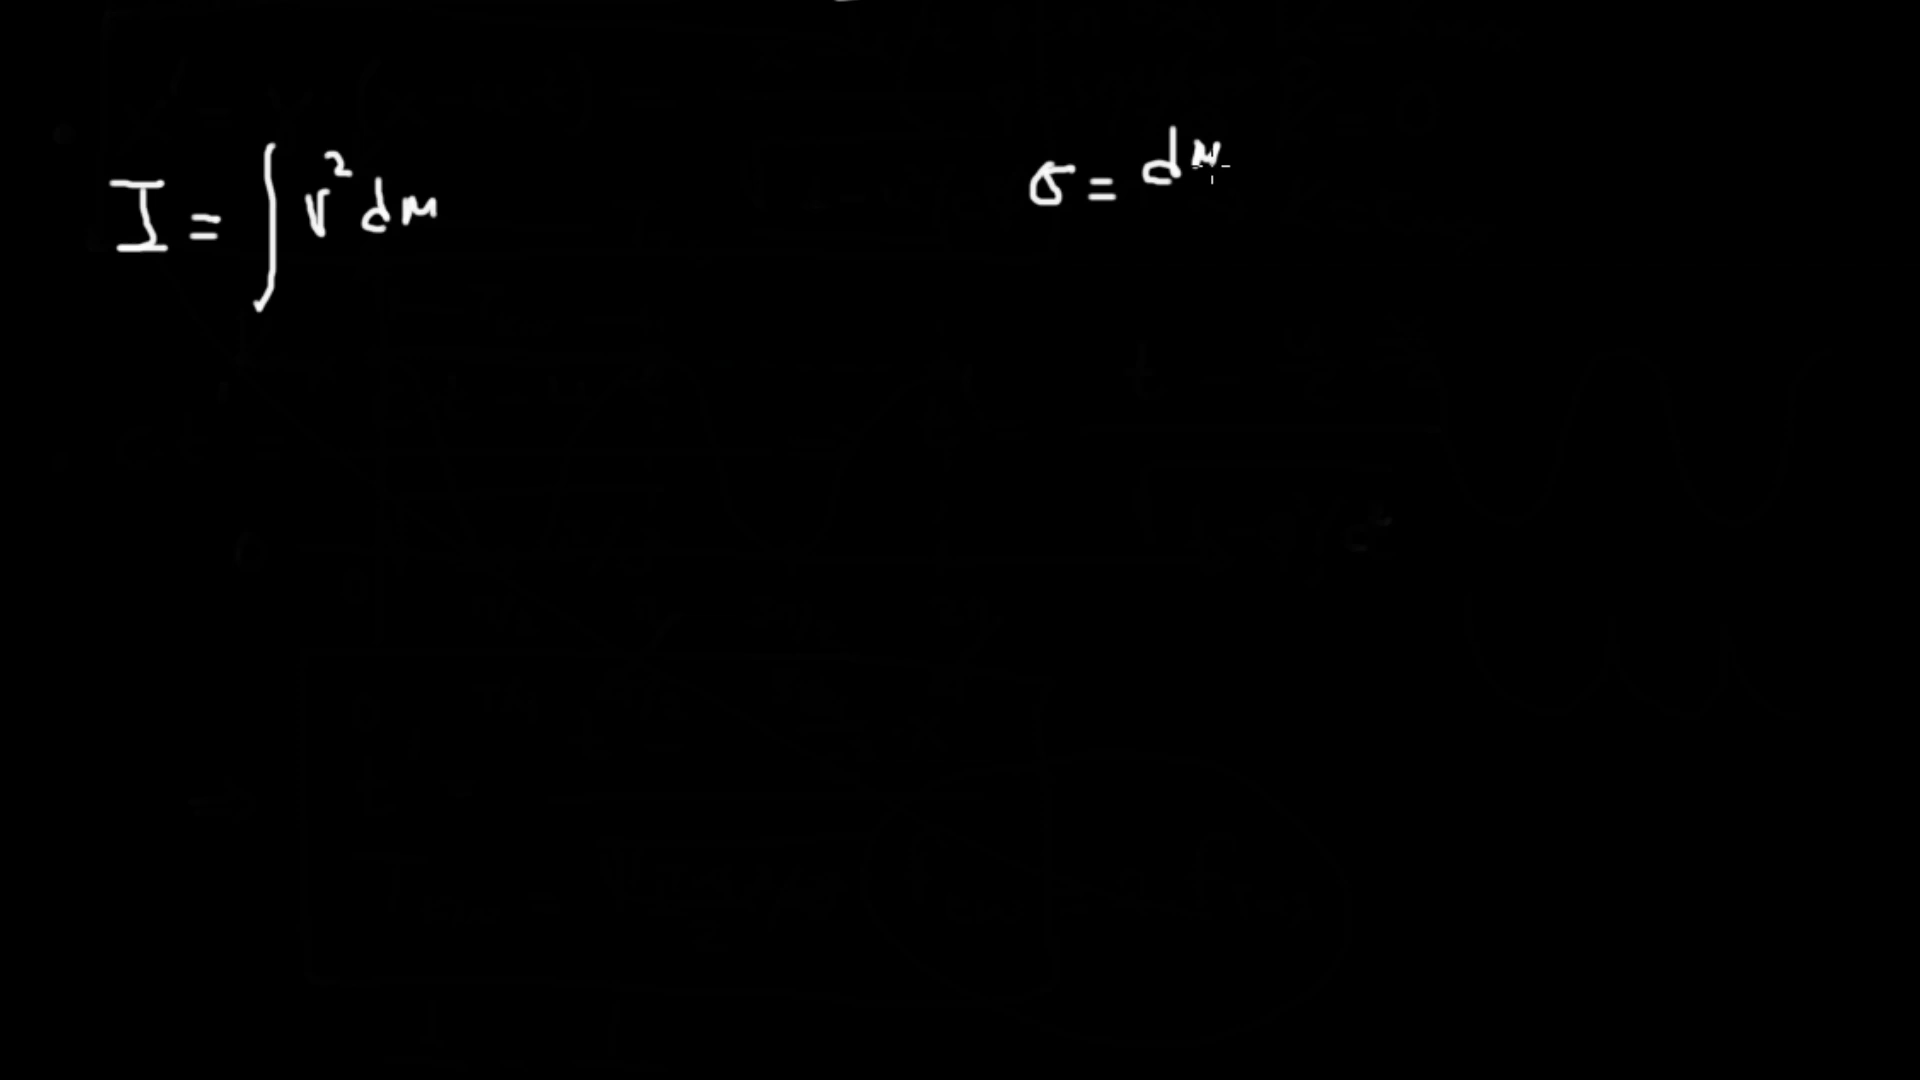 I = ∫ r² dm
σ = dm